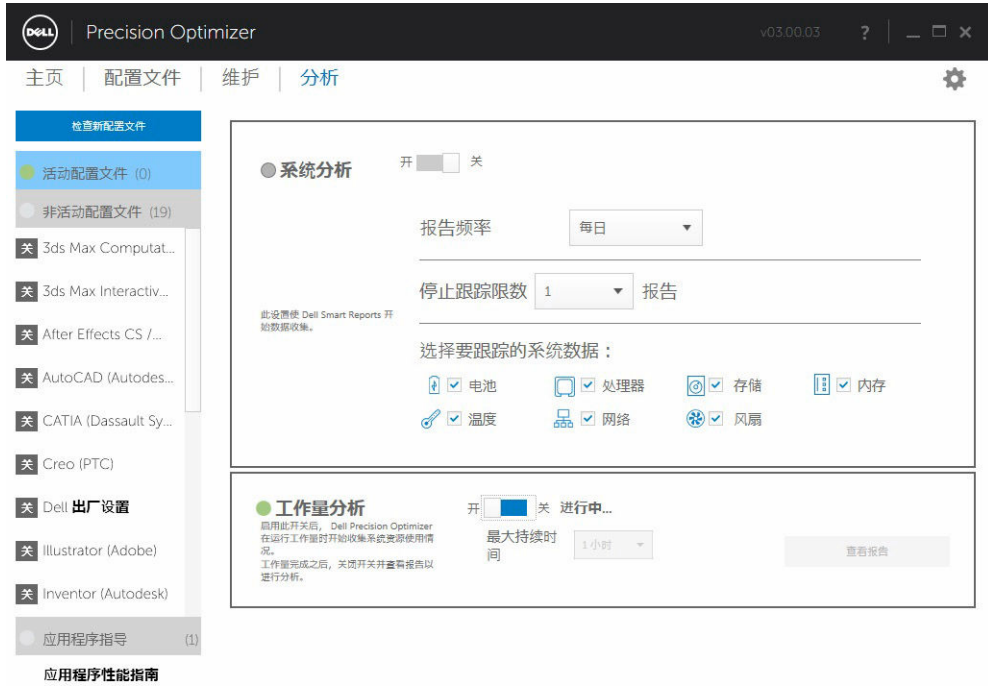 DELL Precision Optimizer v03.00.03 ?
主页 配置文件 维护 分析
检查新配置文件
活动配置文件 (0)
非活动配置文件 (19)
关 3ds Max Computat...
关 3ds Max Interactiv...
关 After Effects CS /...
关 AutoCAD (Autodes...
关 CATIA (Dassault Sy...
关 Creo (PTC)
关 Dell 出厂设置
关 Illustrator (Adobe)
关 Inventor (Autodesk)
应用程序指导 (1)
应用程序性能指南
系统分析 开 关
此设置使 Dell Smart Reports 开
始数据收集。
报告频率 每日
停止跟踪限数 1 报告
选择要跟踪的系统数据：
电池 处理器 存储 内存
温度 网络 风扇
工作量分析 开 关 进行中...
启用此开关后， Dell Precision Optimizer
在运行工作量时开始收集系统资源使用情
况。
工作量完成之后，关闭开关并查看报告以
进行分析。
最大持续时
间
1 小时
查看报告